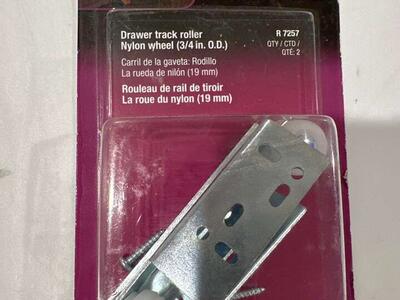 Drawer track roller
Nylon wheel (3/4 in. O.D.)
R 7257
QTY / CTD /
QTÉ: 2
Carril de la gaveta: Rodillo
La rueda de nilón (19 mm)
Rouleau de rail de tiroir
La roue du nylon (19 mm)